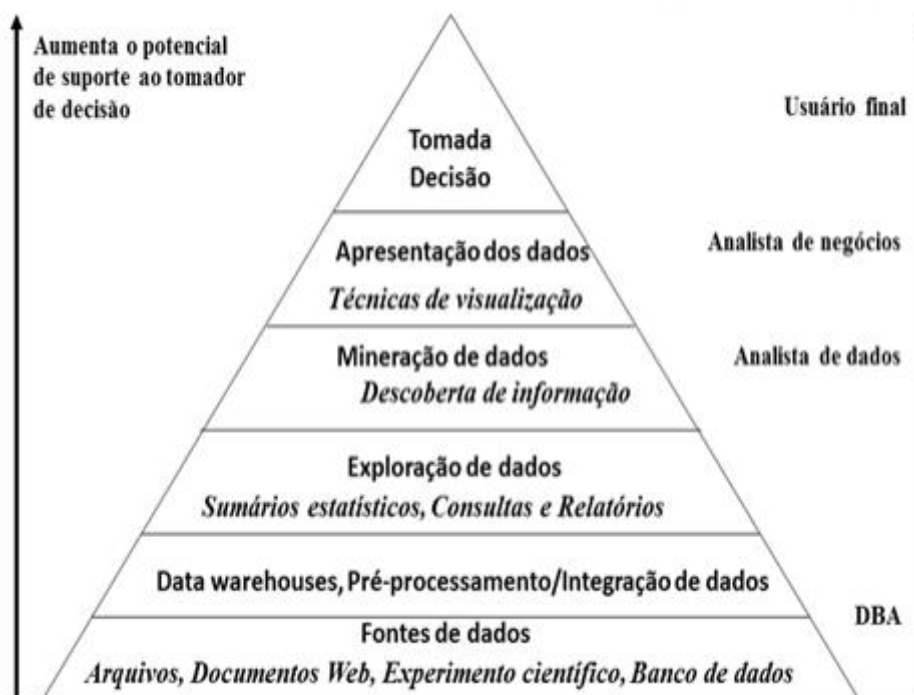 Aumenta o potencial
de suporte ao tomador
de decisão
Usuário final
Tomada
Decisão
Analista de negócios
Apresentação dos dados
Técnicas de visualização
Analista de dados
Mineração de dados
Descoberta de informação
Exploração de dados
Sumários estatísticos, Consultas e Relatórios
Data warehouses, Pré-processamento/Integração de dados
DBA
Fontes de dados
Arquivos, Documentos Web, Experimento científico, Banco de dados